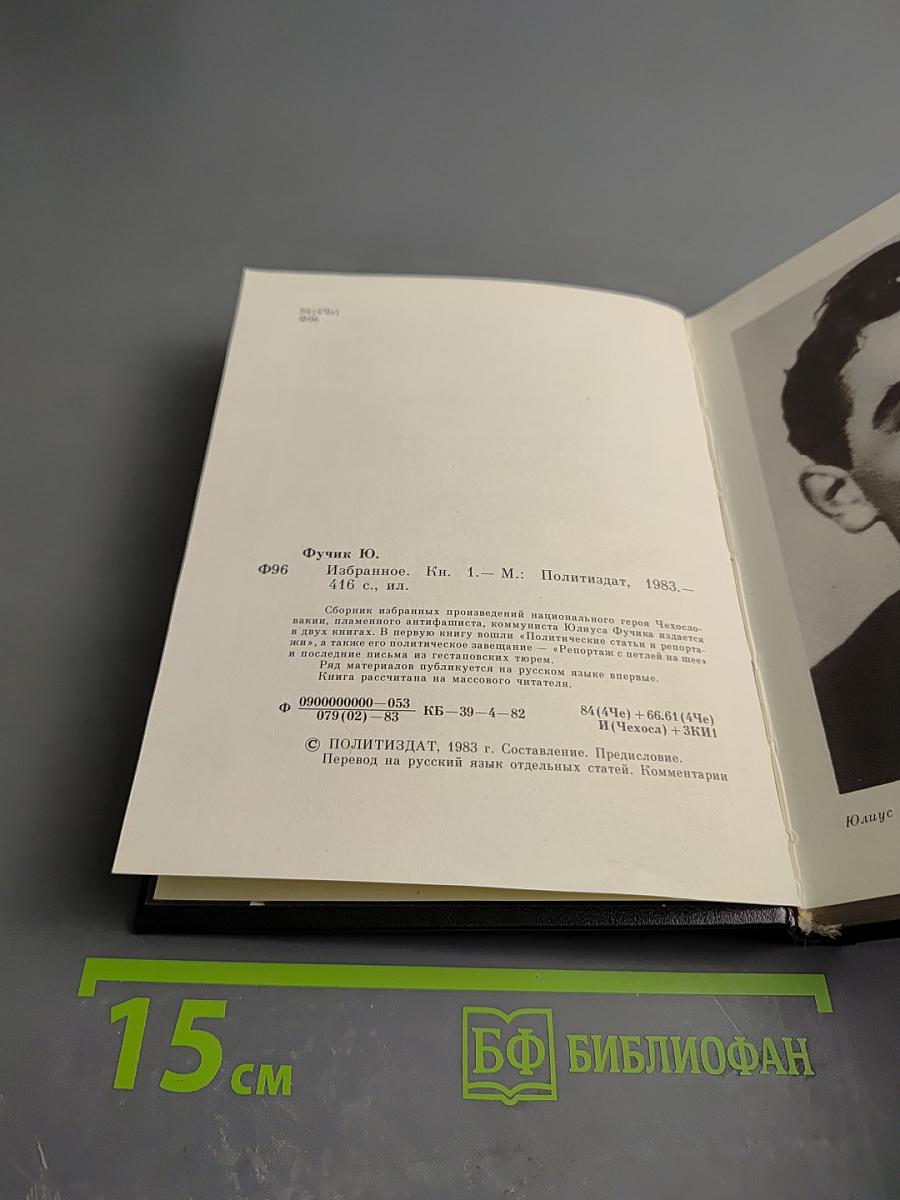 84(4Че)
Ф96
Фучик Ю.
Ф96 Избранное. Кн. 1.— М.: Политиздат, 1983.—
416 с., ил.
Сборник избранных произведений национального героя Чехосло-
вакии, пламенного антифашиста, коммуниста Юлиуса Фучика издается
в двух книгах. В первую книгу вошли «Политические статьи и репорта-
жи», а также его политическое завещание — «Репортаж с петлей на шее»
и последние письма из гестаповских тюрем.
Ряд материалов публикуется на русском языке впервые.
Книга рассчитана на массового читателя.
Ф 0900000000—053
079(02)—83 КБ—39—4—82
84(4Че)+66.61(4Че)
И(Чехосл)+3КИ1
© ПОЛИТИЗДАТ, 1983 г. Составление. Предисловие.
Перевод на русский язык отдельных статей. Комментарии
Юлиус
15 см
БФ БИБЛИОФАН